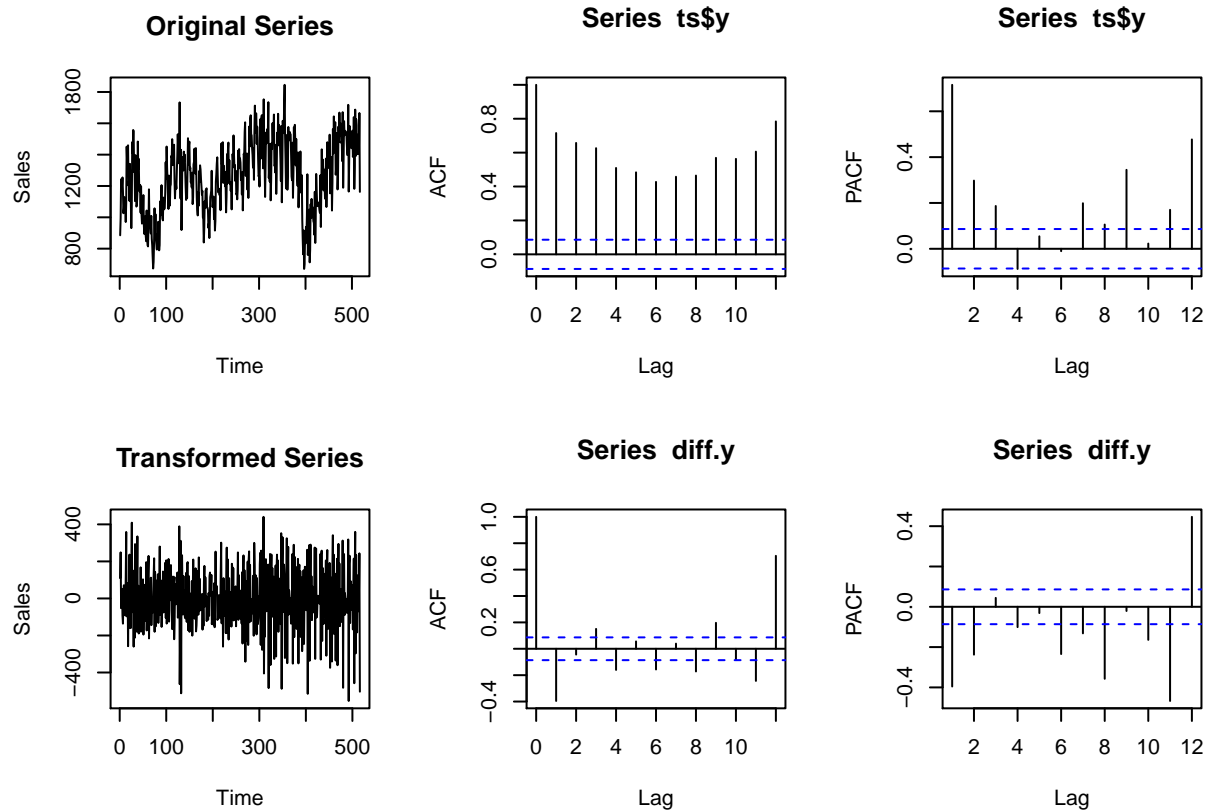 Original Series
Sales
1800
1200
800
0 100 300 500
Time
Series ts$y
ACF
0.8
0.4
0.0
0 2 4 6 8 10
Lag
Series ts$y
PACF
0.4
0.0
2 4 6 8 10 12
Lag
Transformed Series
Sales
400
0
−400
0 100 300 500
Time
Series diff.y
ACF
1.0
0.6
0.2
−0.4
0 2 4 6 8 10
Lag
Series diff.y
PACF
0.4
0.0
−0.4
2 4 6 8 10 12
Lag